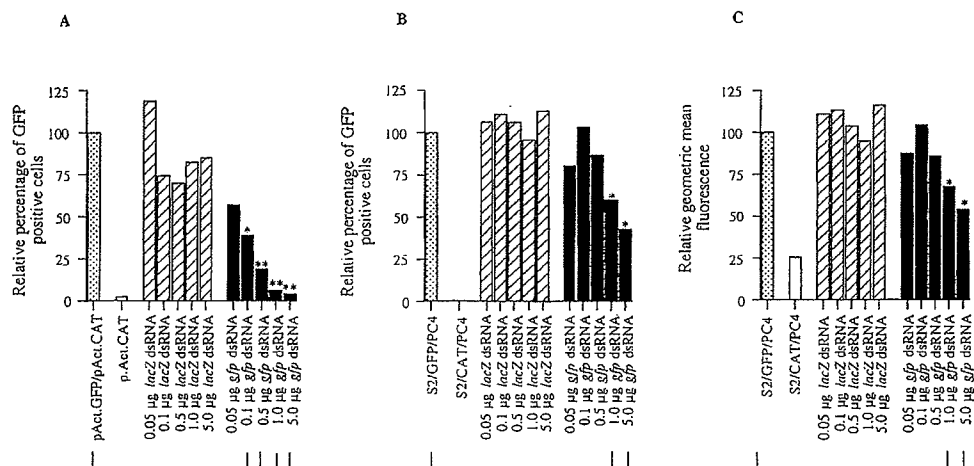 A
Relative percentage of GFP
positive cells
125
100
75
50
25
0
*
**
**
**
pAct.GFP/pAct.CAT
p.Act.CAT
0.05 µg lacZ dsRNA
0.1 µg lacZ dsRNA
0.5 µg lacZ dsRNA
1.0 µg lacZ dsRNA
5.0 µg lacZ dsRNA
0.05 µg gfp dsRNA
0.1 µg gfp dsRNA
0.5 µg gfp dsRNA
1.0 µg gfp dsRNA
5.0 µg gfp dsRNA
B
Relative percentage of GFP
positive cells
125
100
75
50
25
0
*
*
S2/GFP/PC4
S2/CAT/PC4
0.05 µg lacZ dsRNA
0.1 µg lacZ dsRNA
0.5 µg lacZ dsRNA
1.0 µg lacZ dsRNA
5.0 µg lacZ dsRNA
0.05 µg gfp dsRNA
0.1 µg gfp dsRNA
0.5 µg gfp dsRNA
1.0 µg gfp dsRNA
5.0 µg gfp dsRNA
C
Relative geometric mean
fluorescence
125
100
75
50
25
0
*
*
S2/GFP/PC4
S2/CAT/PC4
0.05 µg lacZ dsRNA
0.1 µg lacZ dsRNA
0.5 µg lacZ dsRNA
1.0 µg lacZ dsRNA
5.0 µg lacZ dsRNA
0.05 µg gfp dsRNA
0.1 µg gfp dsRNA
0.5 µg gfp dsRNA
1.0 µg gfp dsRNA
5.0 µg gfp dsRNA